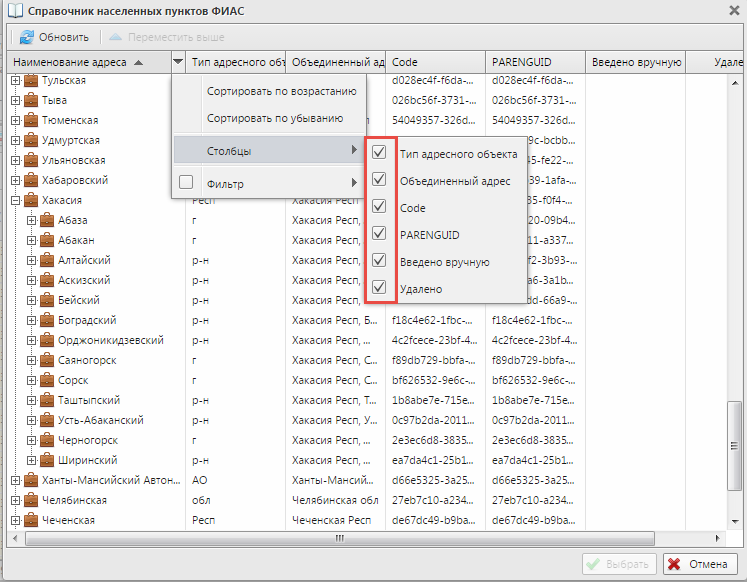 Справочник населенных пунктов ФИАС
Обновить Переместить выше
Наименование адреса Тип адресного объ Объединенный ад Code PARENGUID Введено вручную Удале
Тульская d028ec4f-f6da-... d028ec4f-f6da-...
Тыва 026bc56f-3731-... 026bc56f-3731-...
Тюменская 54049357-326d... 54049357-326d...
Удмуртская 9c-bcbb...
Ульяновская 45-fe22-...
Хабаровский 39-1afa-...
Хакасия Респ Хакасия Респ 35-f0f4-...
Абаза г Хакасия Респ, 20-09b4...
Абакан г Хакасия Респ, 11-a337...
Алтайский р-н Хакасия Респ, f2-3b93-...
Аскизский р-н Хакасия Респ, a6-3a1b...
Бейский р-н Хакасия Респ, dd-66a9-...
Боградский р-н Хакасия Респ, Б... f18c4e62-1fbc-... f18c4e62-1fbc-...
Орджоникидзевский р-н Хакасия Респ, ... 4c2fcece-23bf-4... 4c2fcece-23bf-4...
Саяногорск г Хакасия Респ, С... f89db729-bbfa-... f89db729-bbfa-...
Сорск г Хакасия Респ, С... bf626532-9e6c-... bf626532-9e6c-...
Таштыпский р-н Хакасия Респ, Т... 1b8abe7e-715e... 1b8abe7e-715e...
Усть-Абаканский р-н Хакасия Респ, У... 0c97b2da-2011... 0c97b2da-2011...
Черногорск г Хакасия Респ, ... 2e3ec6d8-3835... 2e3ec6d8-3835...
Ширинский р-н Хакасия Респ, ... ea7da4c1-25b1... ea7da4c1-25b1...
Ханты-Мансийский Автон... АО Ханты-Мансий... d66e5325-3a25... d66e5325-3a25...
Челябинская обл Челябинская обл 27eb7c10-a234... 27eb7c10-a234...
Чеченская Респ Чеченская Респ de67dc49-b9ba... de67dc49-b9ba...
Сортировать по возрастанию
Сортировать по убыванию
Столбцы
Фильтр
Тип адресного объекта
Объединенный адрес
Code
PARENGUID
Введено вручную
Удалено
Выбрать Отмена